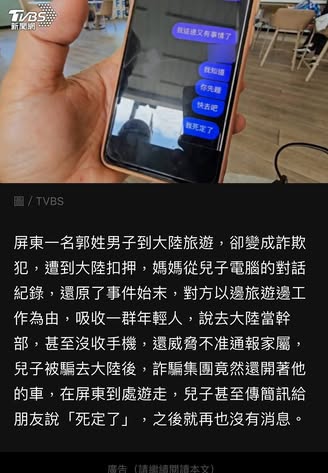 TVBS
新聞網
我這邊又有事情了
我知道
你先睡
快去吧
我死定了
圖／TVBS
屏東一名郭姓男子到大陸旅遊，卻變成詐欺
犯，遭到大陸扣押，媽媽從兒子電腦的對話
紀錄，還原了事件始末，對方以邊旅遊邊工
作為由，吸收一群年輕人，說去大陸當幹
部，甚至沒收手機，還威脅不准通報家屬，
兒子被騙去大陸後，詐騙集團竟然還開著他
的車，在屏東到處遊走，兒子甚至傳簡訊給
朋友說「死定了」，之後就再也沒有消息。
廣告（請繼續閱讀本文）